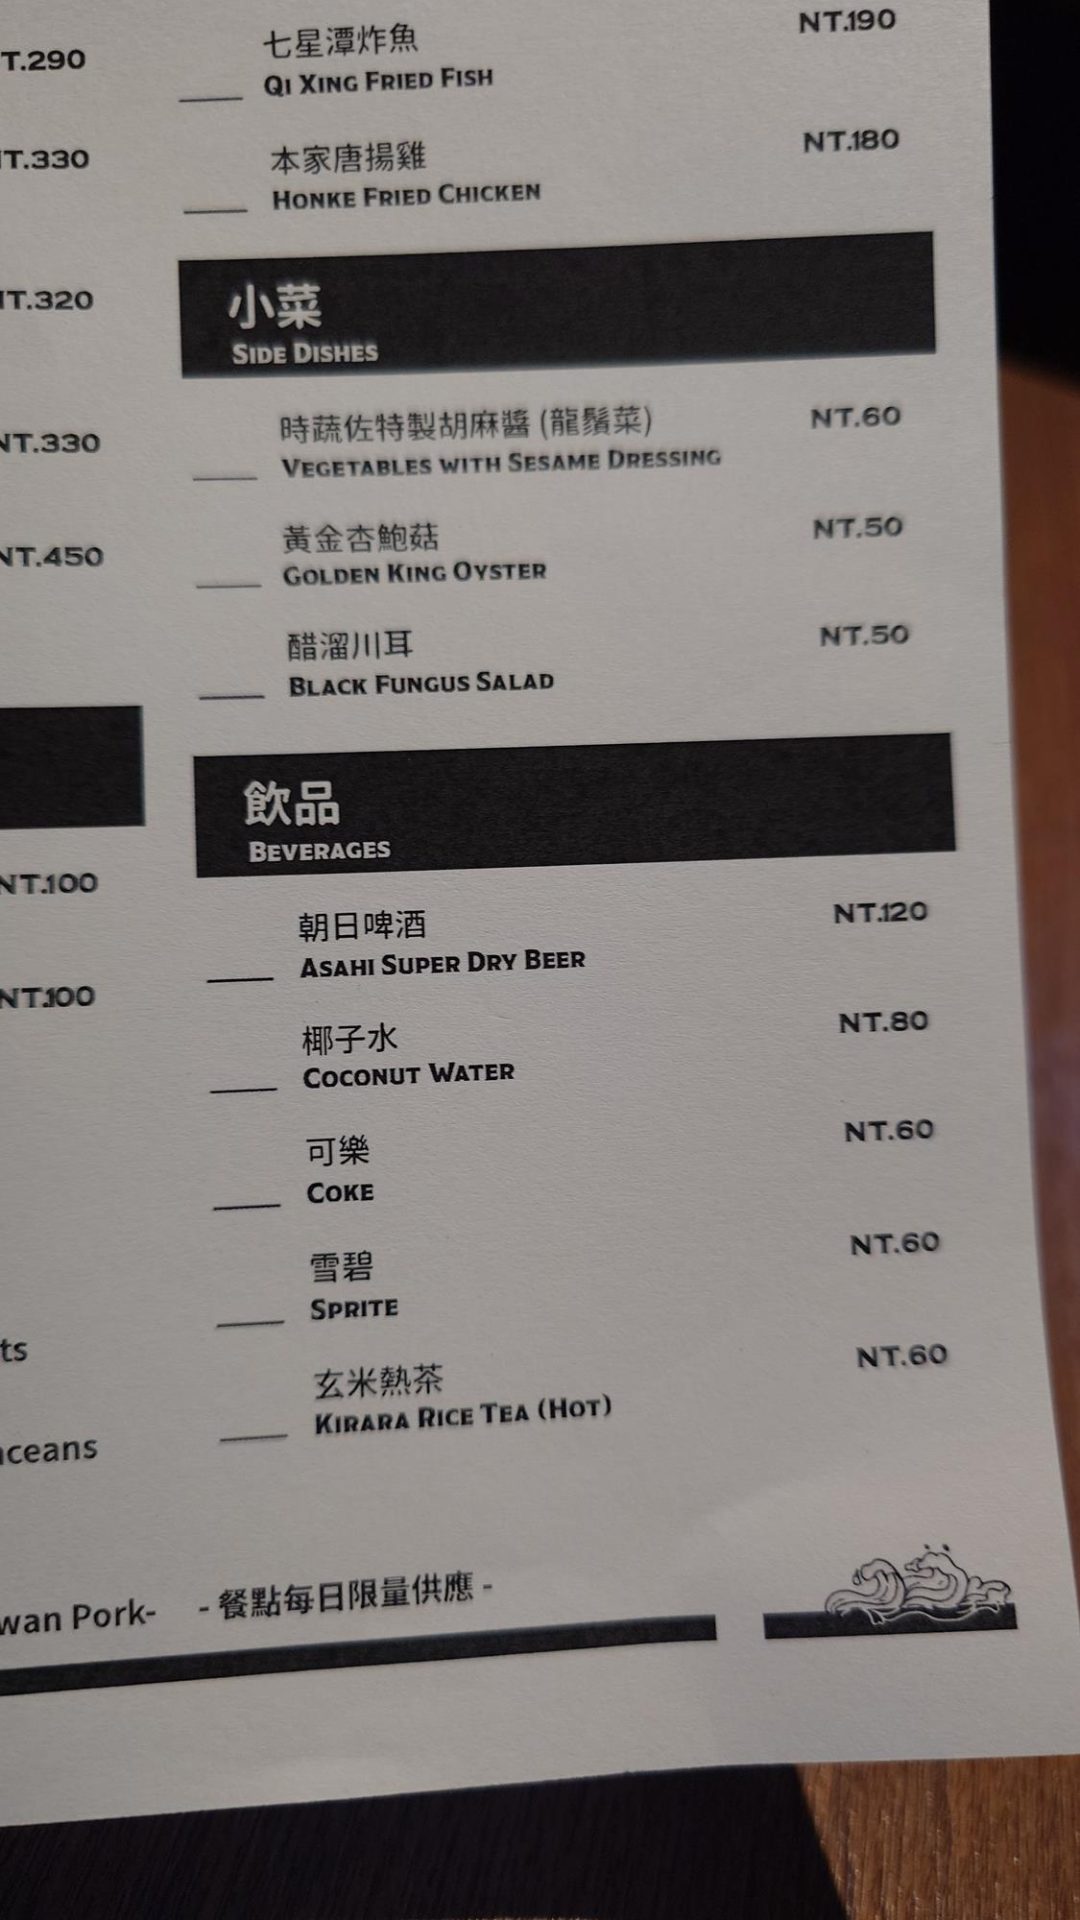 T.290
T.330
T.320
NT.330
NT.450
NT.100
NT.100
ts
ceans
wan Pork-
七星潭炸魚 NT.190
QI XING FRIED FISH
本家唐揚雞 NT.180
HONKE FRIED CHICKEN
小菜
SIDE DISHES
時蔬佐特製胡麻醬 (龍鬚菜) NT.60
VEGETABLES WITH SESAME DRESSING
黃金杏鮑菇 NT.50
GOLDEN KING OYSTER
醋溜川耳 NT.50
BLACK FUNGUS SALAD
飲品
BEVERAGES
朝日啤酒 NT.120
ASAHI SUPER DRY BEER
椰子水 NT.80
COCONUT WATER
可樂 NT.60
COKE
雪碧 NT.60
SPRITE
玄米熱茶 NT.60
KIRARA RICE TEA (HOT)
- 餐點每日限量供應 -